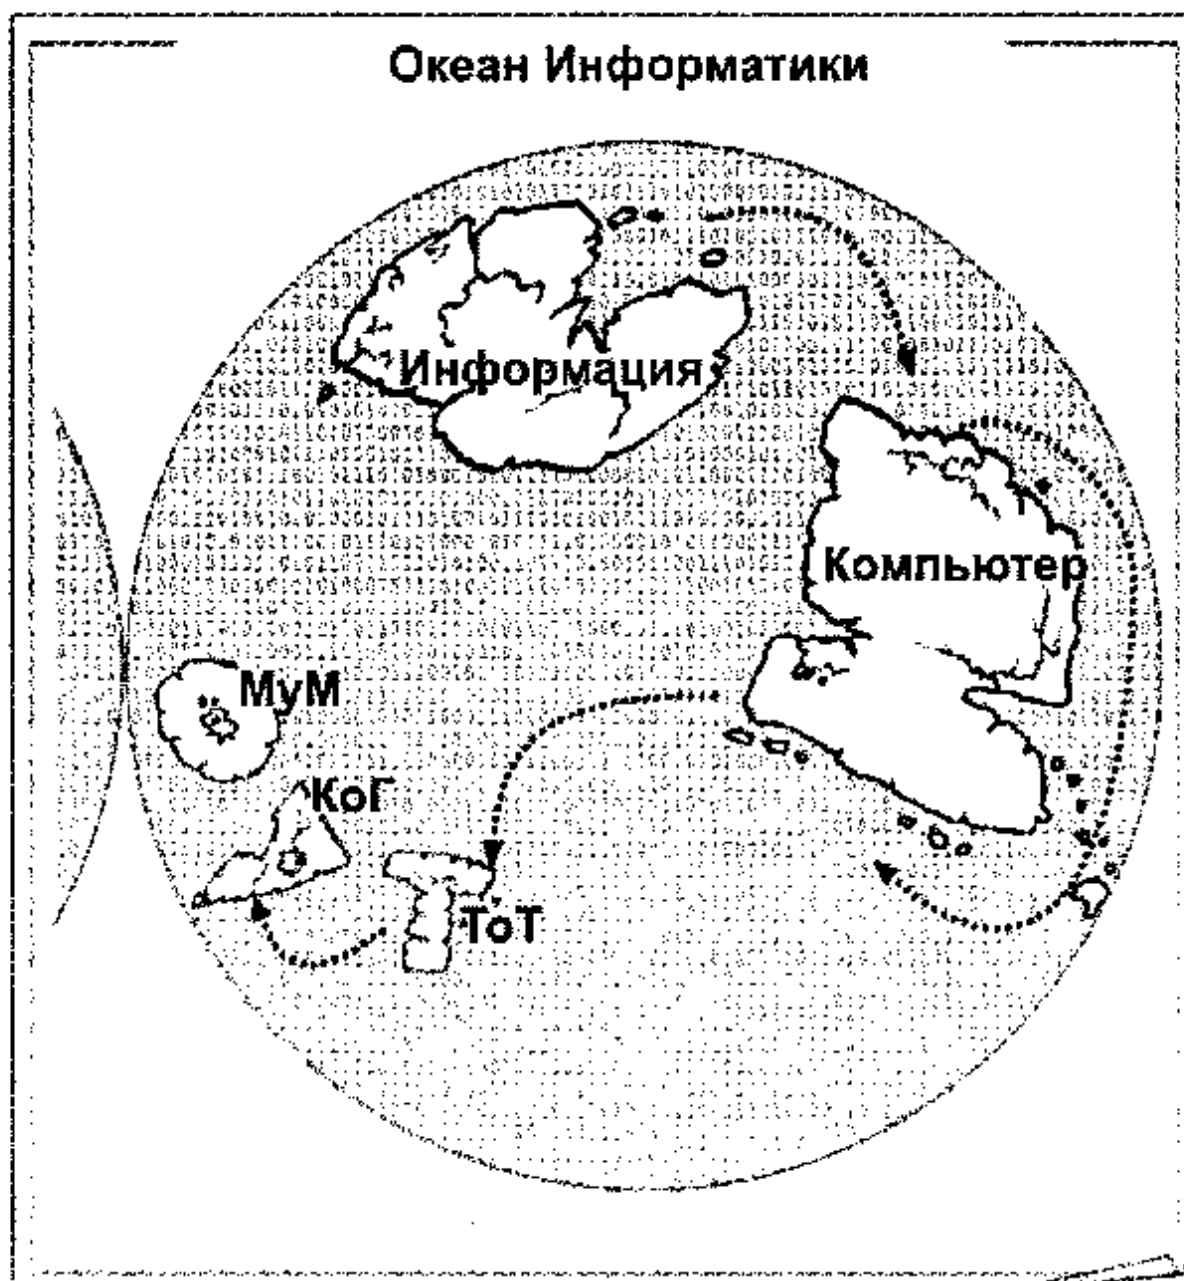 Океан Информатики
Информация
Компьютер
МуМ
КоГ
ТоТ